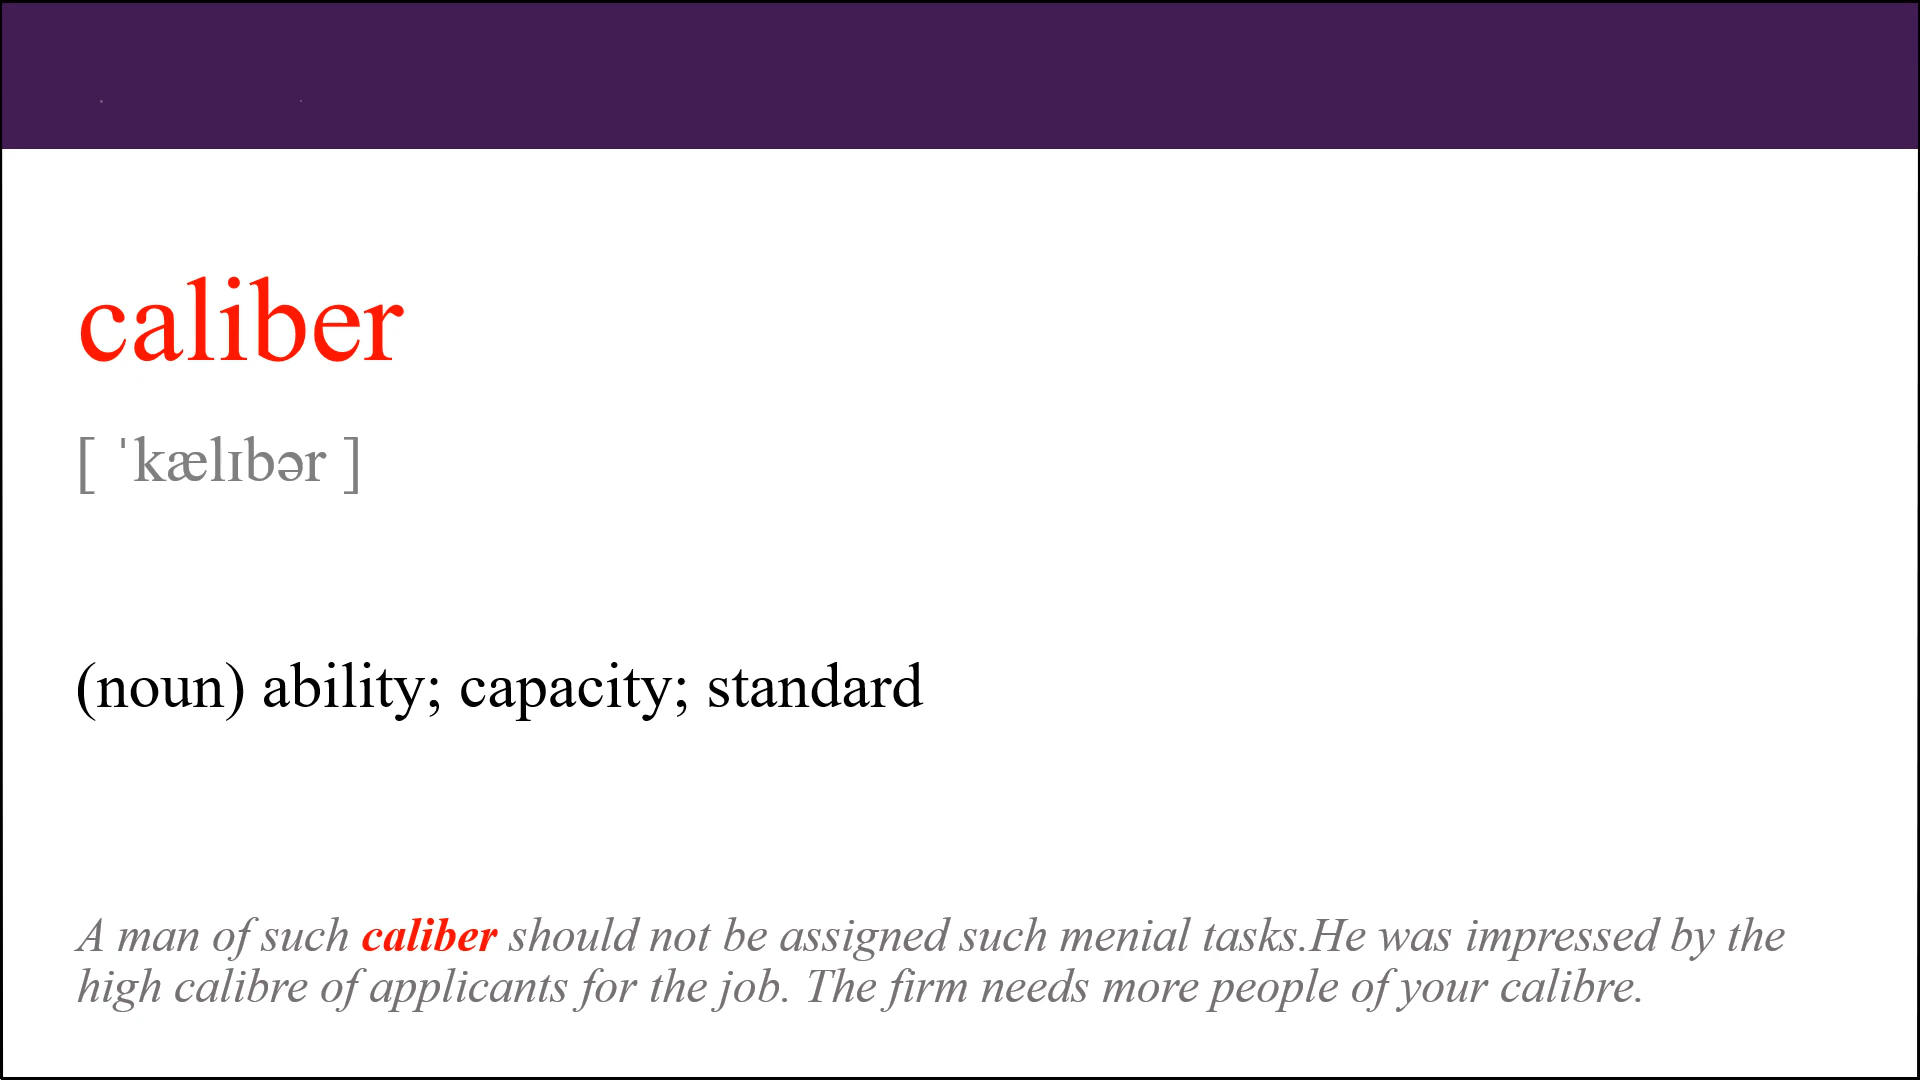 caliber
[ ˈkælɪbər ]
(noun) ability; capacity; standard
A man of such caliber should not be assigned such menial tasks.He was impressed by the
high calibre of applicants for the job. The firm needs more people of your calibre.